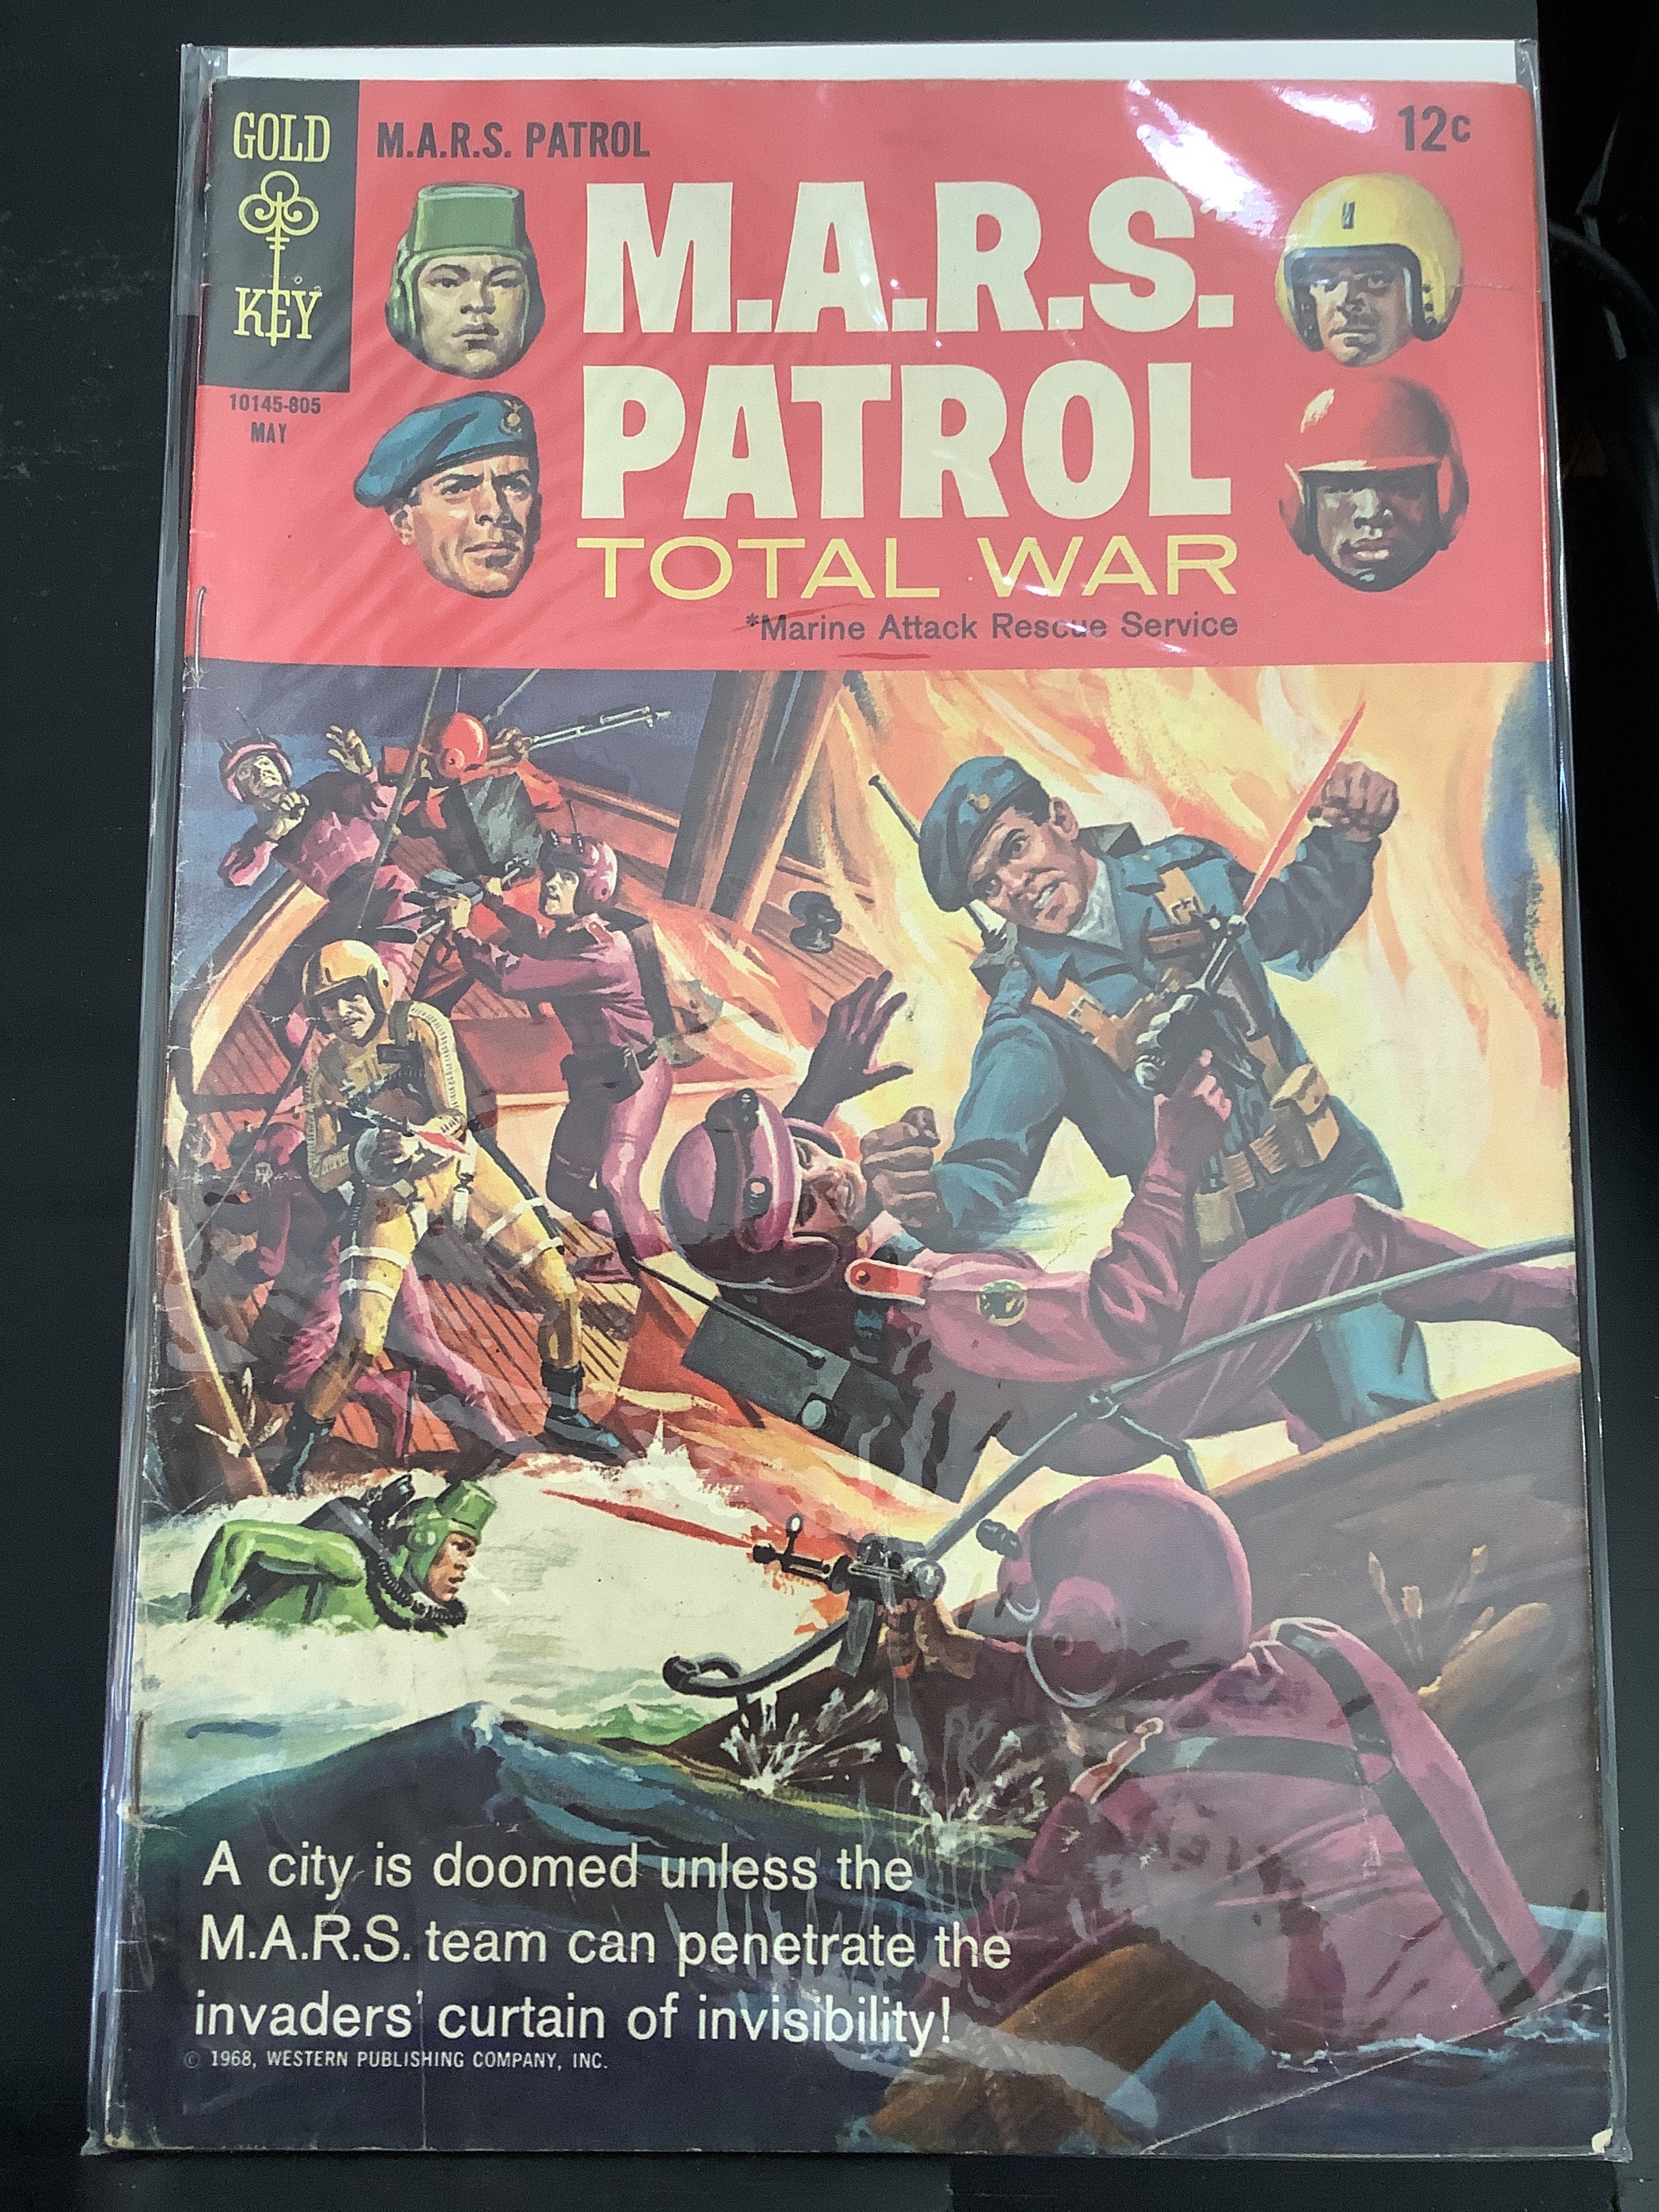 GOLD
KEY
M.A.R.S. PATROL
12c
M.A.R.S.
PATROL
TOTAL WAR
*Marine Attack Rescue Service
10145-805
MAY
A city is doomed unless the
M.A.R.S. team can penetrate the
invaders' curtain of invisibility!
© 1968, WESTERN PUBLISHING COMPANY, INC.